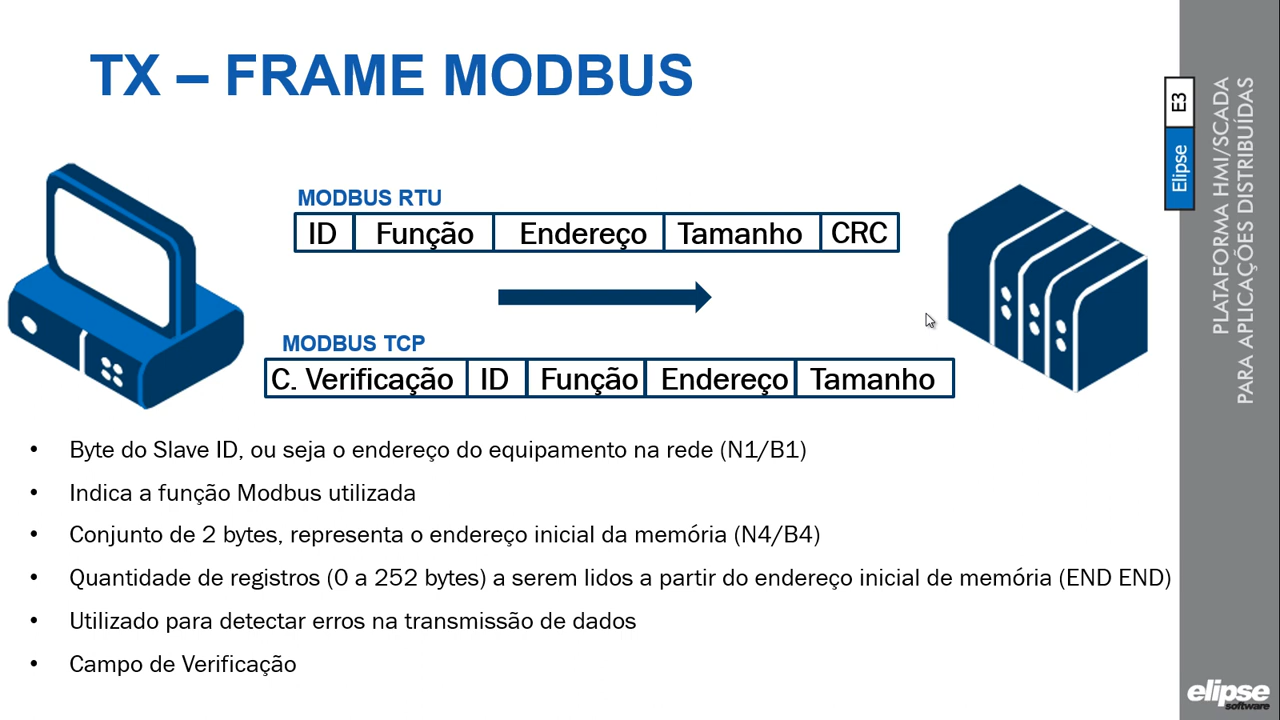 TX – FRAME MODBUS
MODBUS RTU
ID Função Endereço Tamanho CRC
MODBUS TCP
C. Verificação ID Função Endereço Tamanho
• Byte do Slave ID, ou seja o endereço do equipamento na rede (N1/B1)
• Indica a função Modbus utilizada
• Conjunto de 2 bytes, representa o endereço inicial da memória (N4/B4)
• Quantidade de registros (0 a 252 bytes) a serem lidos a partir do endereço inicial de memória (END END)
• Utilizado para detectar erros na transmissão de dados
• Campo de Verificação
Elipse E3
PLATAFORMA HMI/SCADA
PARA APLICAÇÕES DISTRIBUÍDAS
elipse
software